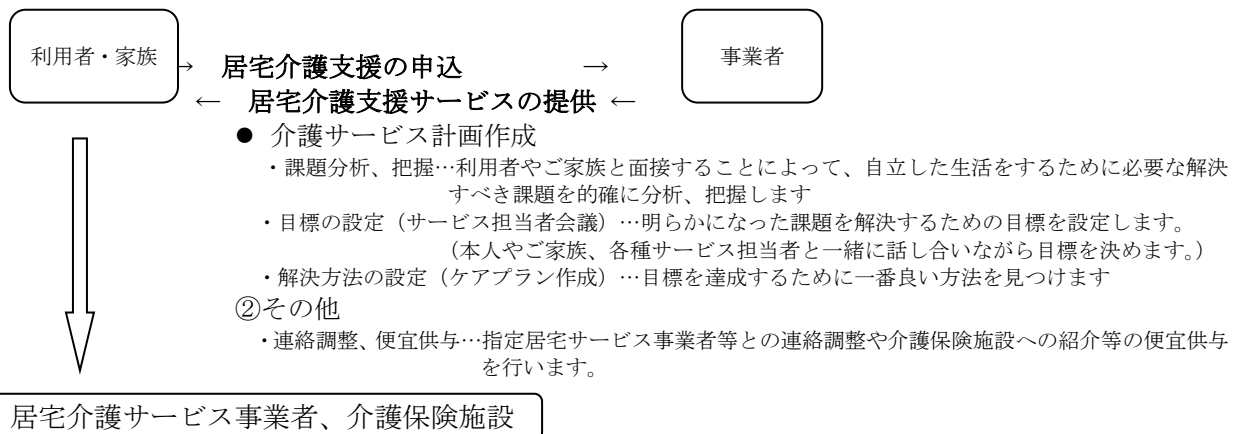 利用者・家族
事業者
→ 居宅介護支援の申込 →
← 居宅介護支援サービスの提供 ←
● 介護サービス計画作成
・課題分析、把握…利用者やご家族と面接することによって、自立した生活をするために必要な解決
すべき課題を的確に分析、把握します
・目標の設定（サービス担当者会議）…明らかになった課題を解決するための目標を設定します。
（本人やご家族、各種サービス担当者と一緒に話し合いながら目標を決めます。）
・解決方法の設定（ケアプラン作成）…目標を達成するために一番良い方法を見つけます
②その他
・連絡調整、便宜供与…指定居宅サービス事業者等との連絡調整や介護保険施設への紹介等の便宜供与
を行います。
居宅介護サービス事業者、介護保険施設